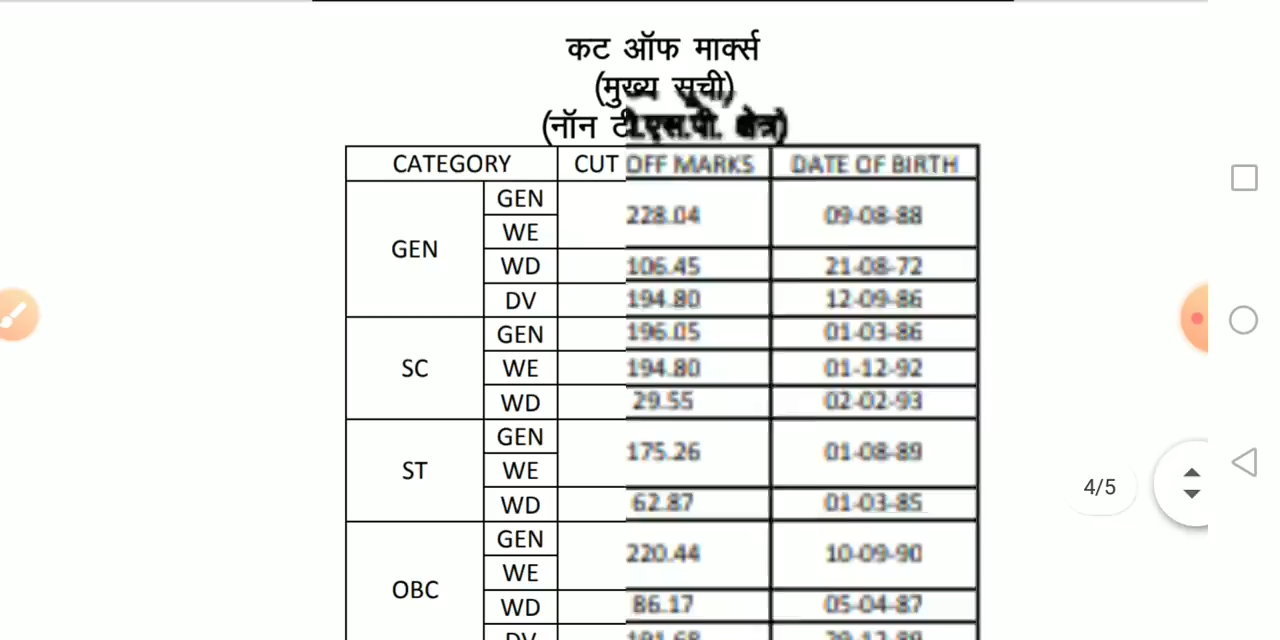 कट ऑफ मार्क्स
(मुख्य सूची)
(नॉन टी.एस.पी. क्षेत्र)
CATEGORY CUT OFF MARKS DATE OF BIRTH
GEN GEN 228.04 09-08-88
WE
WD 106.45 21-08-72
DV 194.80 12-09-86
SC GEN 196.05 01-03-86
WE 194.80 01-12-92
WD 29.55 02-02-93
ST GEN 175.26 01-08-89
WE
WD 62.87 01-03-85
OBC GEN 220.44 10-09-90
WE
WD 86.17 05-04-87
DV 191.68
4/5